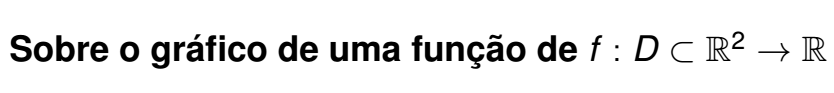 Sobre o gráfico de uma função de f : D ⊂ ℝ² → ℝ